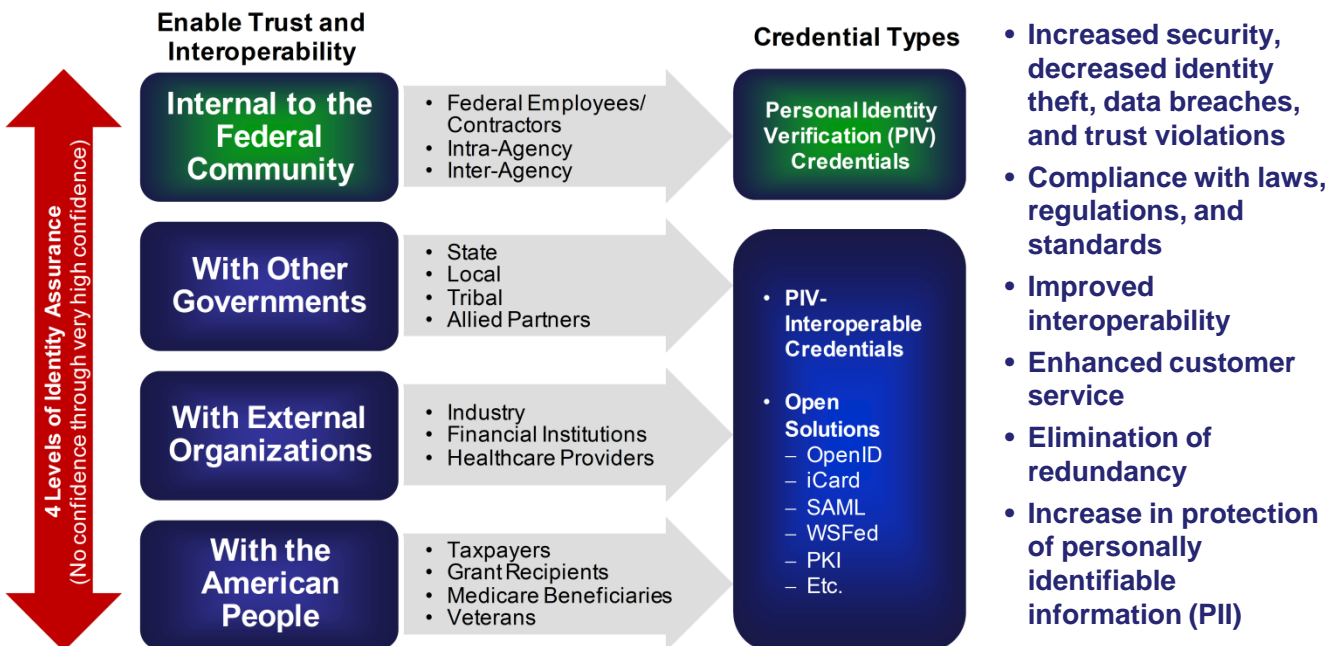 Enable Trust and
Interoperability
Credential Types
4 Levels of Identity Assurance
(No confidence through very high confidence)
Internal to the
Federal
Community
• Federal Employees/
Contractors
• Intra-Agency
• Inter-Agency
Personal Identity
Verification (PIV)
Credentials
With Other
Governments
• State
• Local
• Tribal
• Allied Partners
With External
Organizations
• Industry
• Financial Institutions
• Healthcare Providers
With the
American
People
• Taxpayers
• Grant Recipients
• Medicare Beneficiaries
• Veterans
• PIV-
Interoperable
Credentials
• Open
Solutions
– OpenID
– iCard
– SAML
– WSFed
– PKI
– Etc.
• Increased security,
decreased identity
theft, data breaches,
and trust violations
• Compliance with laws,
regulations, and
standards
• Improved
interoperability
• Enhanced customer
service
• Elimination of
redundancy
• Increase in protection
of personally
identifiable
information (PII)